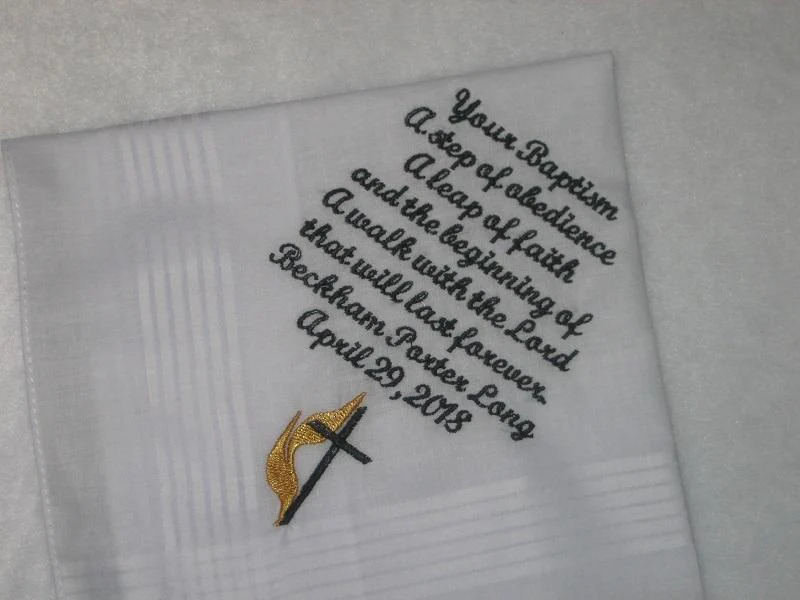 Your Baptism
A step of obedience
A leap of faith
and the beginning of
A walk with the Lord
that will last forever.
Beckham Porter Long
April 29, 2018